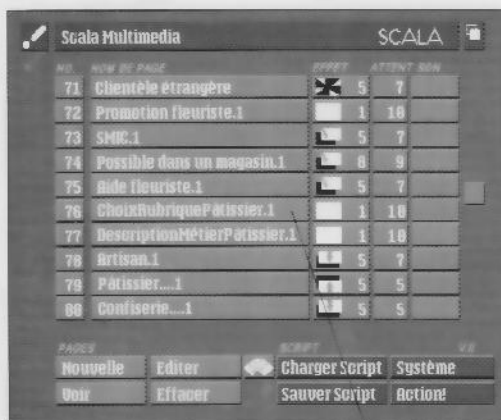 Scala Multimedia SCALA
NO. NOM DE PAGE EFFET ATTENT SON
71 Clientèle étrangère 5 7
72 Promotion fleuriste.1 1 10
73 SMIC.1 5 7
74 Possible dans un magasin.1 8 9
75 Aide fleuriste.1 5 7
76 ChoixRubriquePâtissier.1 1 10
77 DescriptionMétierPâtissier.1 1 10
78 Artisan.1 5 7
79 Pâtissier....1 5 5
80 Confiserie....1 5 5
PAGES SCRIPT
Nouvelle Editer Charger Script Système
Voir Effacer Sauver Script Action!